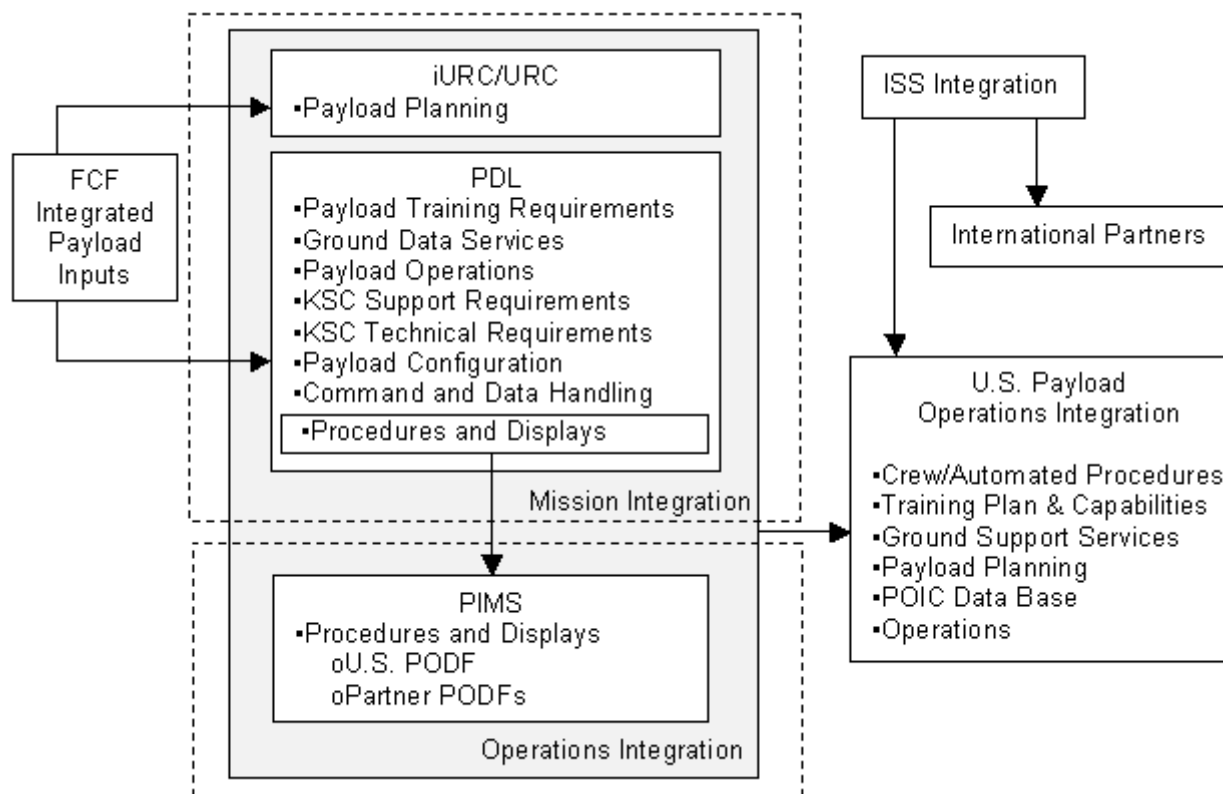 FCF
Integrated
Payload
Inputs
iURC/URC
▪Payload Planning
PDL
▪Payload Training Requirements
▪Ground Data Services
▪Payload Operations
▪KSC Support Requirements
▪KSC Technical Requirements
▪Payload Configuration
▪Command and Data Handling
▪Procedures and Displays
Mission Integration
PIMS
▪Procedures and Displays
oU.S. PODF
oPartner PODFs
Operations Integration
ISS Integration
International Partners
U.S. Payload
Operations Integration
▪Crew/Automated Procedures
▪Training Plan & Capabilities
▪Ground Support Services
▪Payload Planning
▪POIC Data Base
▪Operations